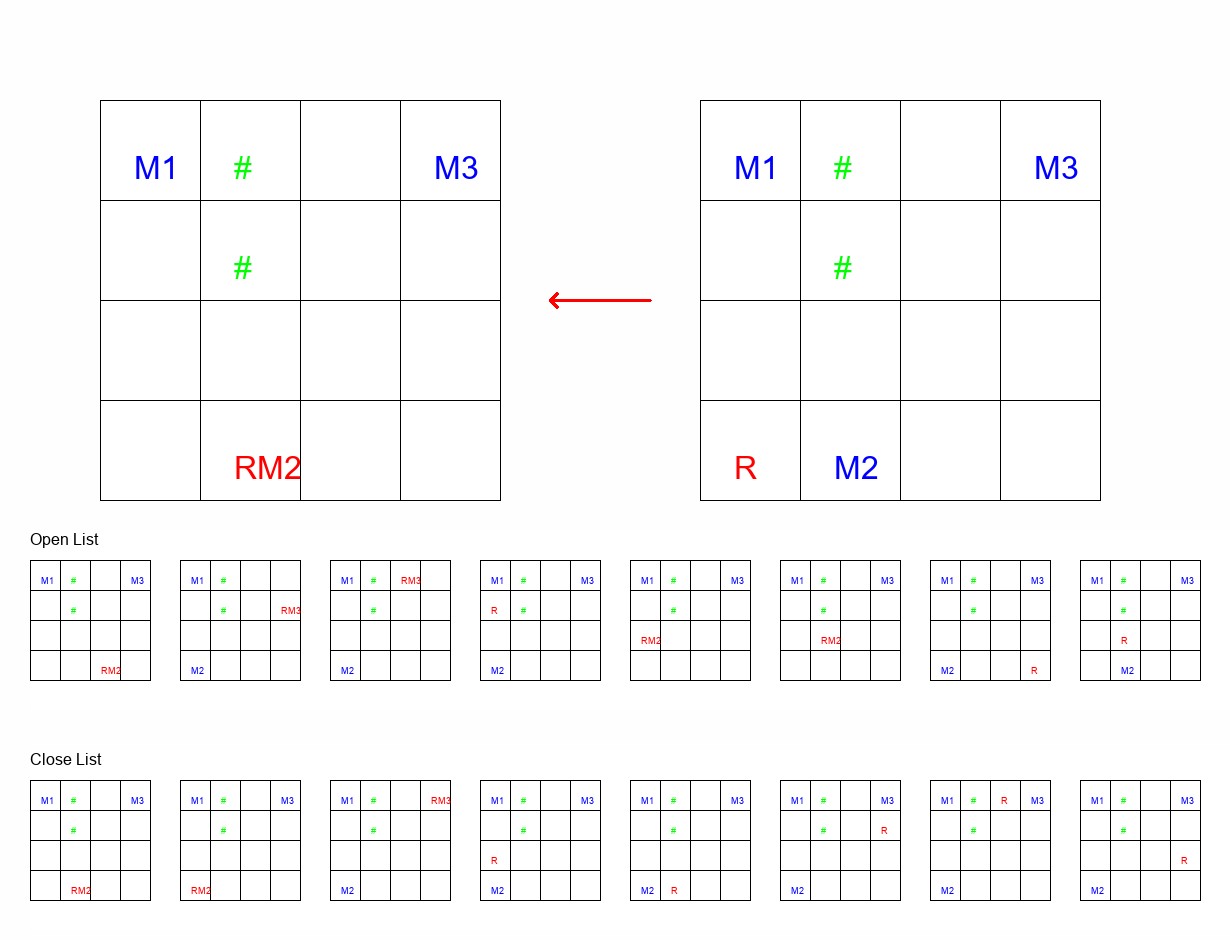 M1 # M3 M1 # M3
# #
RM2 R M2
Open List
M1 # M3 M1 # M1 # RM3 M1 # M3 M1 # M3 M1 # M3 M1 # M3 M1 # M3
# # RM3 # R # # # # #
RM2 RM2 R
RM2 M2 M2 M2 M2 R M2
Close List
M1 # M3 M1 # M3 M1 # RM3 M1 # M3 M1 # M3 M1 # M3 M1 # R M3 M1 # M3
# # # # # # R # #
R R
RM2 RM2 M2 M2 M2 R M2 M2 M2